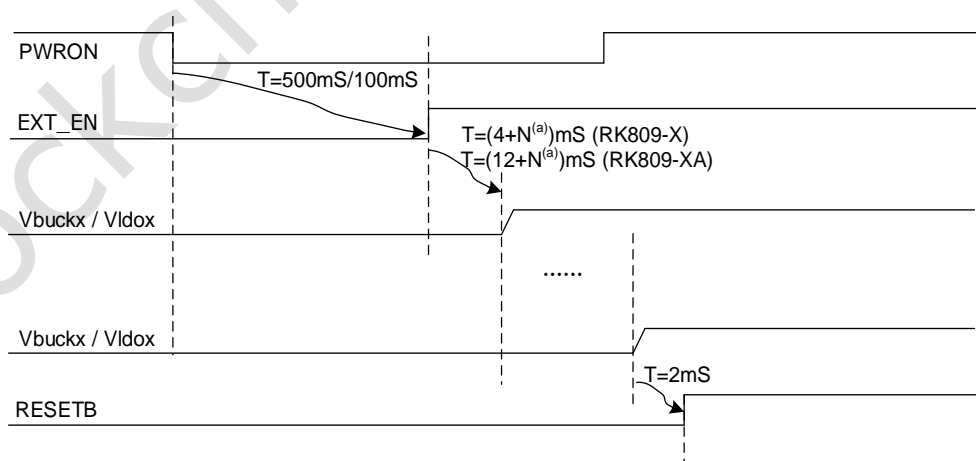 PWRON
T=500mS/100mS
EXT_EN
T=(4+N(a))mS (RK809-X)
T=(12+N(a))mS (RK809-XA)
Vbuckx / Vldox
......
Vbuckx / Vldox
T=2mS
RESETB